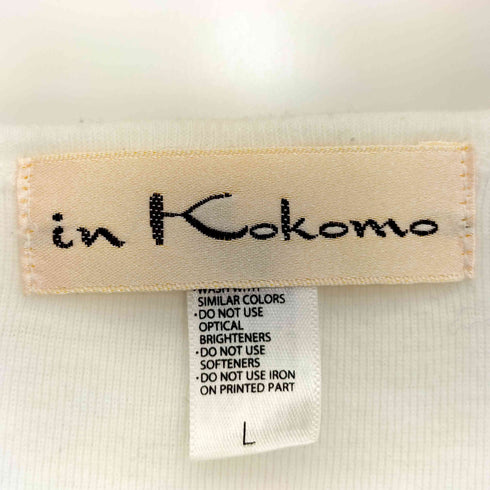 in Kokomo
·WASH WITH
SIMILAR COLORS
·DO NOT USE
OPTICAL
BRIGHTENERS
·DO NOT USE
SOFTENERS
·DO NOT USE IRON
ON PRINTED PART
L